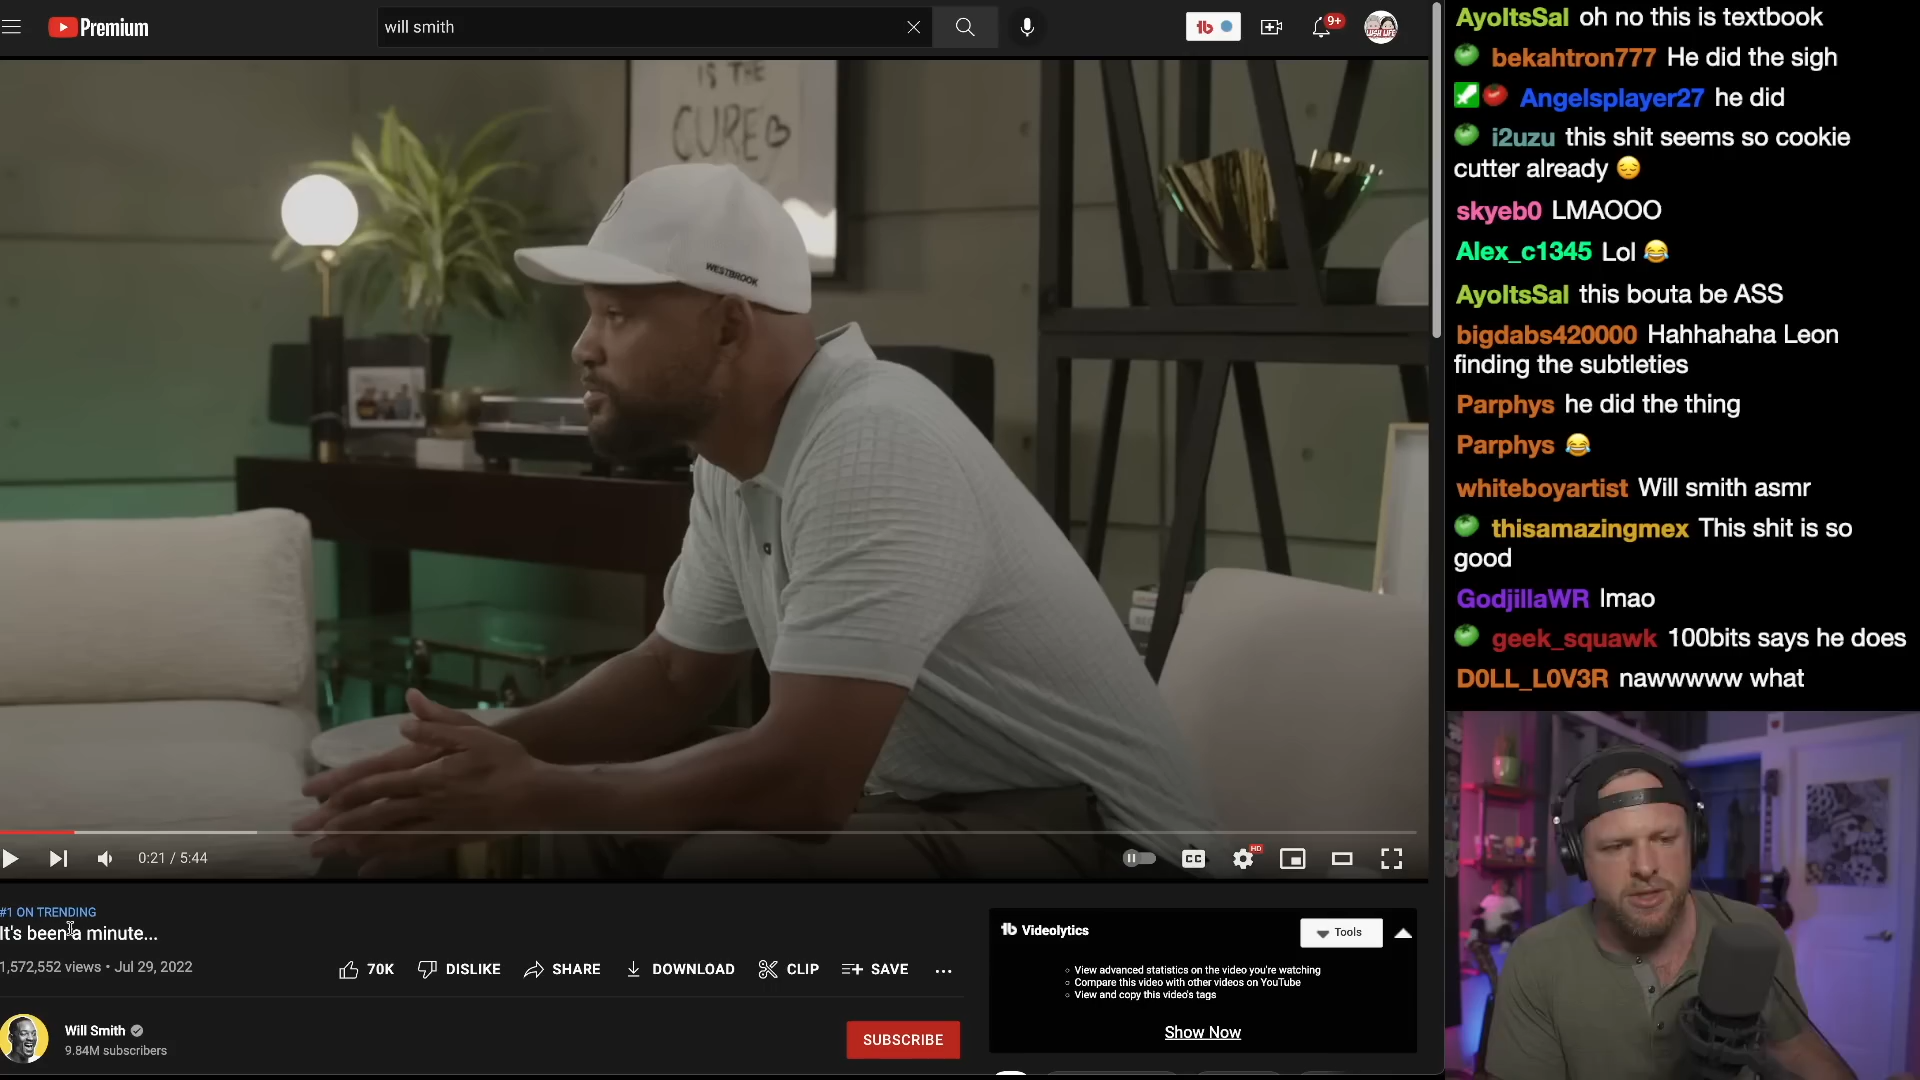 Premium
will smith
9+
IS THE
CURE
WESTBROOK
0:21 / 5:44
CC
HD
#1 ON TRENDING
It's been a minute...
1,572,552 views • Jul 29, 2022
70K
DISLIKE
SHARE
DOWNLOAD
CLIP
SAVE
Will Smith
9.84M subscribers
SUBSCRIBE
tb Videolytics
Tools
View advanced statistics on the video you're watching
Compare this video with other videos on YouTube
View and copy this video's tags
Show Now
AyoItsSal oh no this is textbook
bekahtron777 He did the sigh
Angelsplayer27 he did
i2uzu this shit seems so cookie
cutter already 😔
skyeb0 LMAOOO
Alex_c1345 Lol 😂
AyoItsSal this bouta be ASS
bigdabs420000 Hahhahaha Leon
finding the subtleties
Parphys he did the thing
Parphys 😂
whiteboyartist Will smith asmr
thisamazingmex This shit is so
good
GodjillaWR lmao
geek_squawk 100bits says he does
D0LL_L0V3R nawwwww what